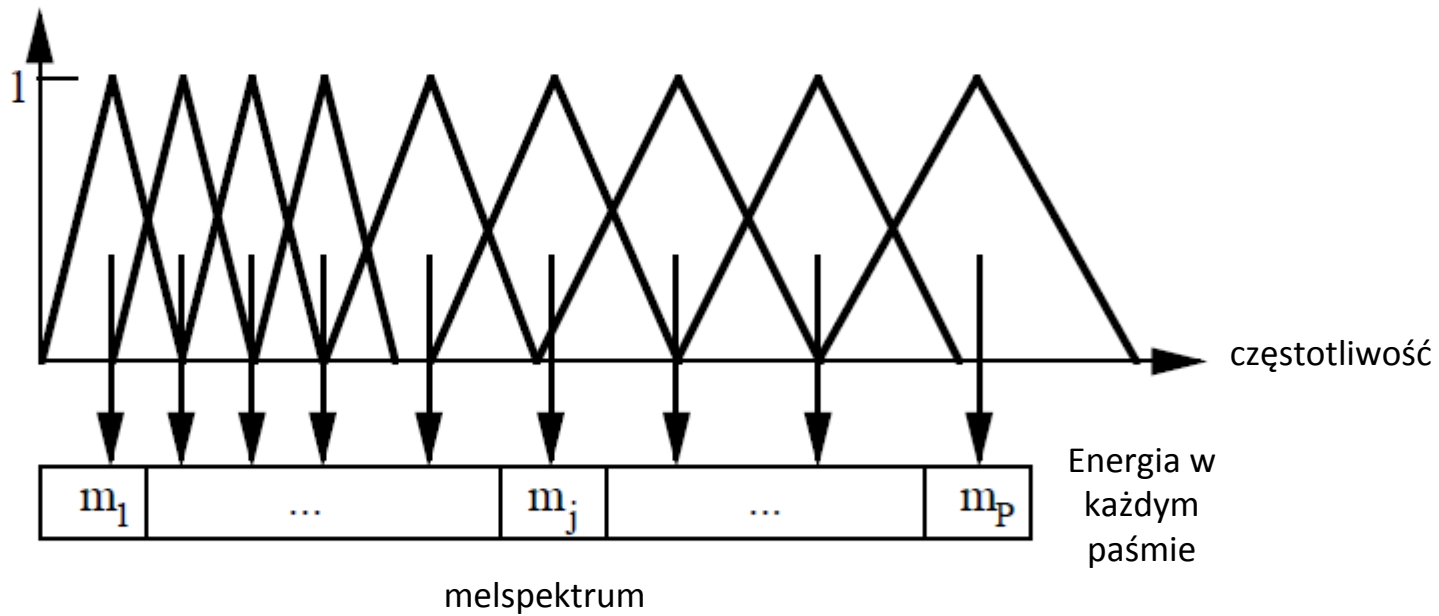 1
częstotliwość
m1 ... mj ... mP
Energia w
każdym
paśmie
melspektrum